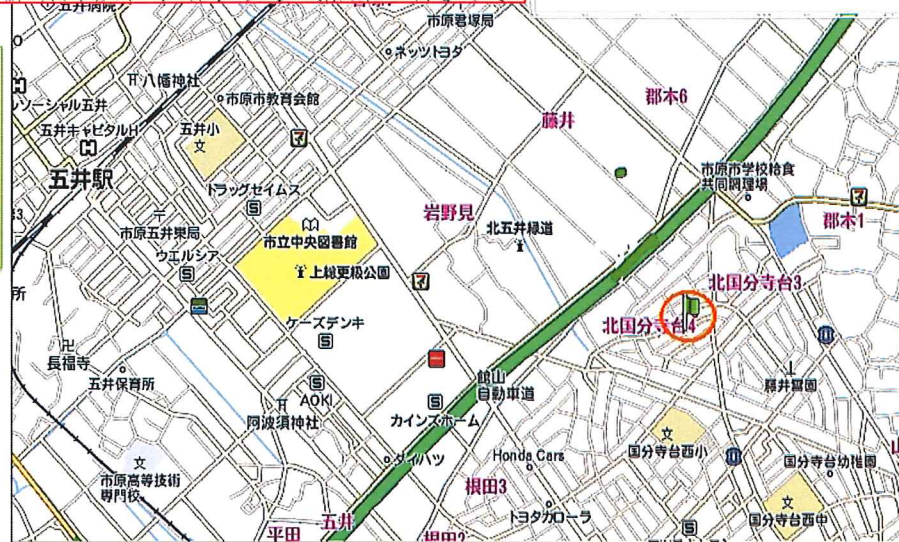 五井病院
市原君塚局
ネッツトヨタ
八幡神社
市原市教育会館
郡木6
藤井
ソーシャル五井
五井キャピタルH
五井小
五井駅
ドラッグセイムス
市原市学校給食
共同調理場
岩野見
郡木1
市原五井東局
市立中央図書館
北五井緑道
ウエルシア
上総更級公園
所
北国分寺台3
北国分寺台4
ケーズデンキ
長福寺
五井保育所
AOKI
館山
自動車道
藤井霊園
阿波須神社
カインズホーム
ダイハツ
Honda Cars
国分寺台西小
国分寺台幼稚園
市原高等技術
専門校
根田3
トヨタカローラ
国分寺台西中
平田
五井
根田2